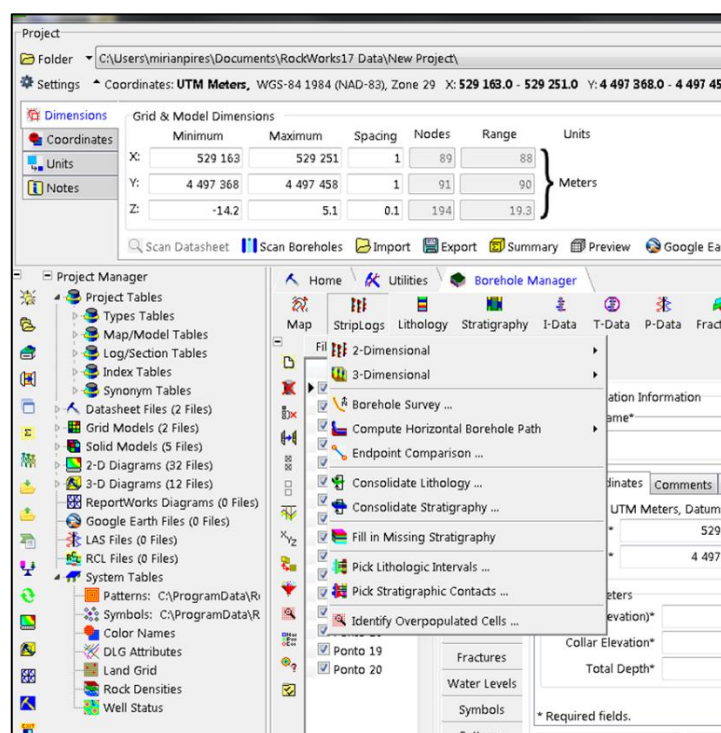 Project
Folder C:\Users\mirianpires\Documents\RockWorks17 Data\New Project\
Settings Coordinates: UTM Meters, WGS-84 1984 (NAD-83), Zone 29 X: 529 163.0 - 529 251.0 Y: 4 497 368.0 - 4 497 45
Dimensions
Coordinates
Units
Notes
Grid & Model Dimensions
Minimum Maximum Spacing Nodes Range Units
X: 529 163 529 251 1 89 88
Y: 4 497 368 4 497 458 1 91 90 Meters
Z: -14.2 5.1 0.1 194 19.3
Scan Datasheet Scan Boreholes Import Export Summary Preview Google Ea
Project Manager
Project Tables
Types Tables
Map/Model Tables
Log/Section Tables
Index Tables
Synonym Tables
Datasheet Files (2 Files)
Grid Models (2 Files)
Solid Models (5 Files)
2-D Diagrams (32 Files)
3-D Diagrams (12 Files)
ReportWorks Diagrams (0 Files)
Google Earth Files (0 Files)
LAS Files (0 Files)
RCL Files (0 Files)
System Tables
Patterns: C:\ProgramData\R
Symbols: C:\ProgramData\R
Color Names
DLG Attributes
Land Grid
Rock Densities
Well Status
Home Utilities Borehole Manager
Map StripLogs Lithology Stratigraphy I-Data T-Data P-Data Fract
Fil
2-Dimensional
3-Dimensional
Borehole Survey ...
Compute Horizontal Borehole Path
Endpoint Comparison ...
Consolidate Lithology ...
Consolidate Stratigraphy ...
Fill in Missing Stratigraphy
Pick Lithologic Intervals ...
Pick Stratigraphic Contacts ...
Identify Overpopulated Cells ...
Ponto 19
Ponto 20
Fractures
Water Levels
Symbols
ation Information
ame*
dinates Comments
UTM Meters, Datum
529
4 497
eters
evation)*
Collar Elevation*
Total Depth*
* Required fields.